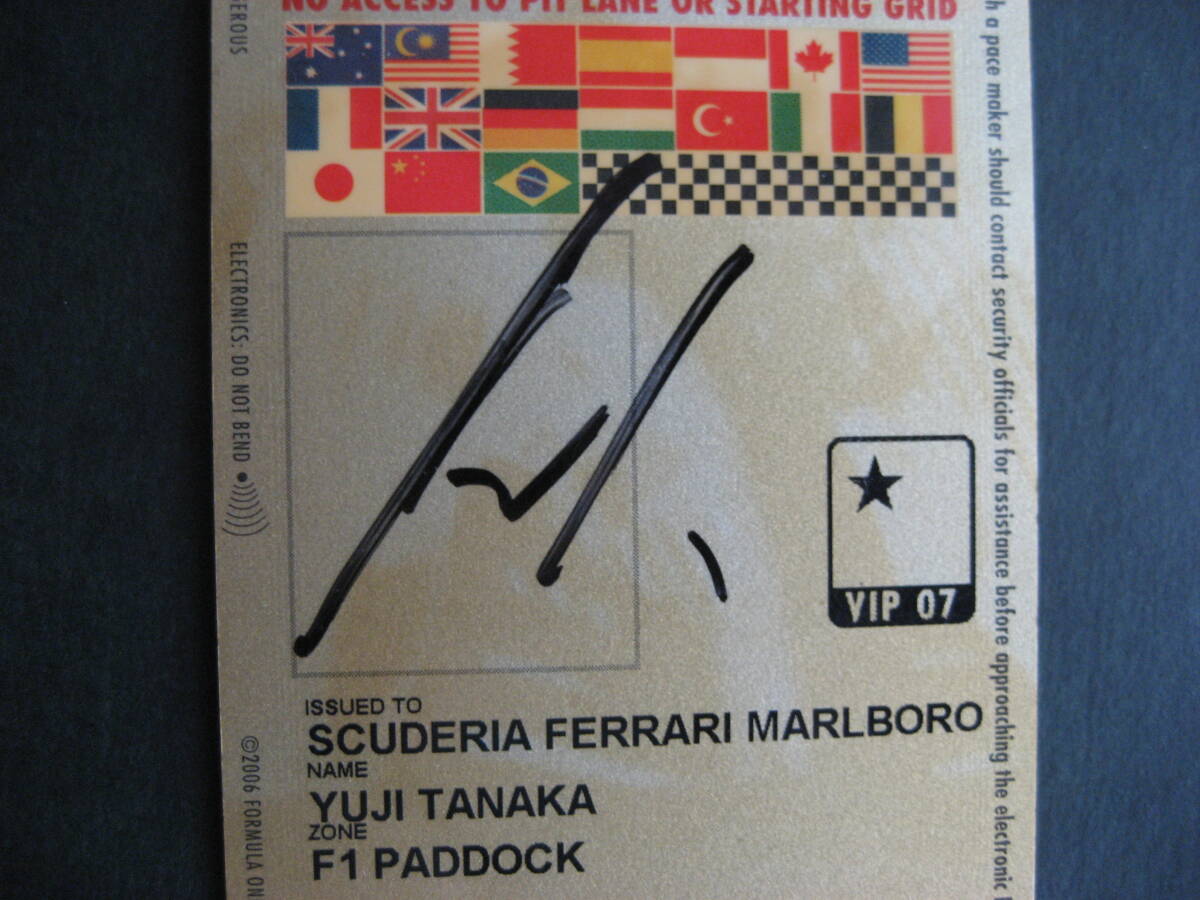 NO ACCESS TO PIT LANE OR STARTING GRID
EROUS
ELECTRONICS: DO NOT BEND
©2006 FORMULA ON
h a pace maker should contact security officials for assistance before approaching the electronic
VIP 07
ISSUED TO
SCUDERIA FERRARI MARLBORO
NAME
YUJI TANAKA
ZONE
F1 PADDOCK